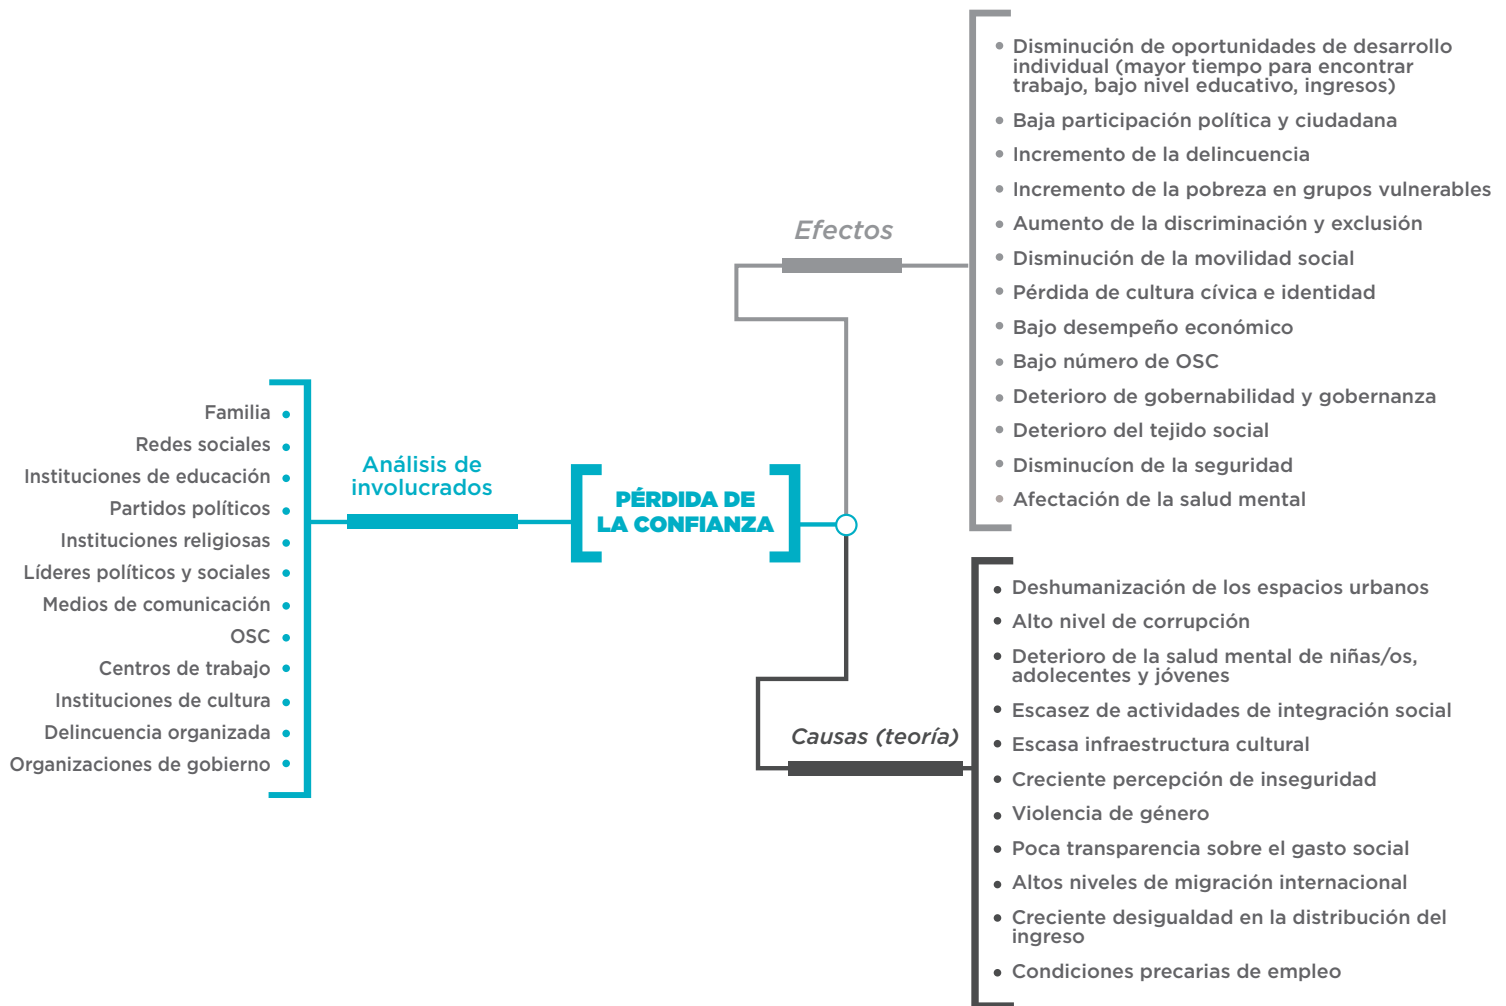 Efectos
Disminución de oportunidades de desarrollo
individual (mayor tiempo para encontrar
trabajo, bajo nivel educativo, ingresos)
Baja participación política y ciudadana
Incremento de la delincuencia
Incremento de la pobreza en grupos vulnerables
Aumento de la discriminación y exclusión
Disminución de la movilidad social
Pérdida de cultura cívica e identidad
Bajo desempeño económico
Bajo número de OSC
Deterioro de gobernabilidad y gobernanza
Deterioro del tejido social
Disminucíon de la seguridad
Afectación de la salud mental
Familia
Redes sociales
Instituciones de educación
Partidos políticos
Instituciones religiosas
Líderes políticos y sociales
Medios de comunicación
OSC
Centros de trabajo
Instituciones de cultura
Delincuencia organizada
Organizaciones de gobierno
Análisis de
involucrados
PÉRDIDA DE
LA CONFIANZA
Causas (teoría)
Deshumanización de los espacios urbanos
Alto nivel de corrupción
Deterioro de la salud mental de niñas/os,
adolecentes y jóvenes
Escasez de actividades de integración social
Escasa infraestructura cultural
Creciente percepción de inseguridad
Violencia de género
Poca transparencia sobre el gasto social
Altos niveles de migración internacional
Creciente desigualdad en la distribución del
ingreso
Condiciones precarias de empleo